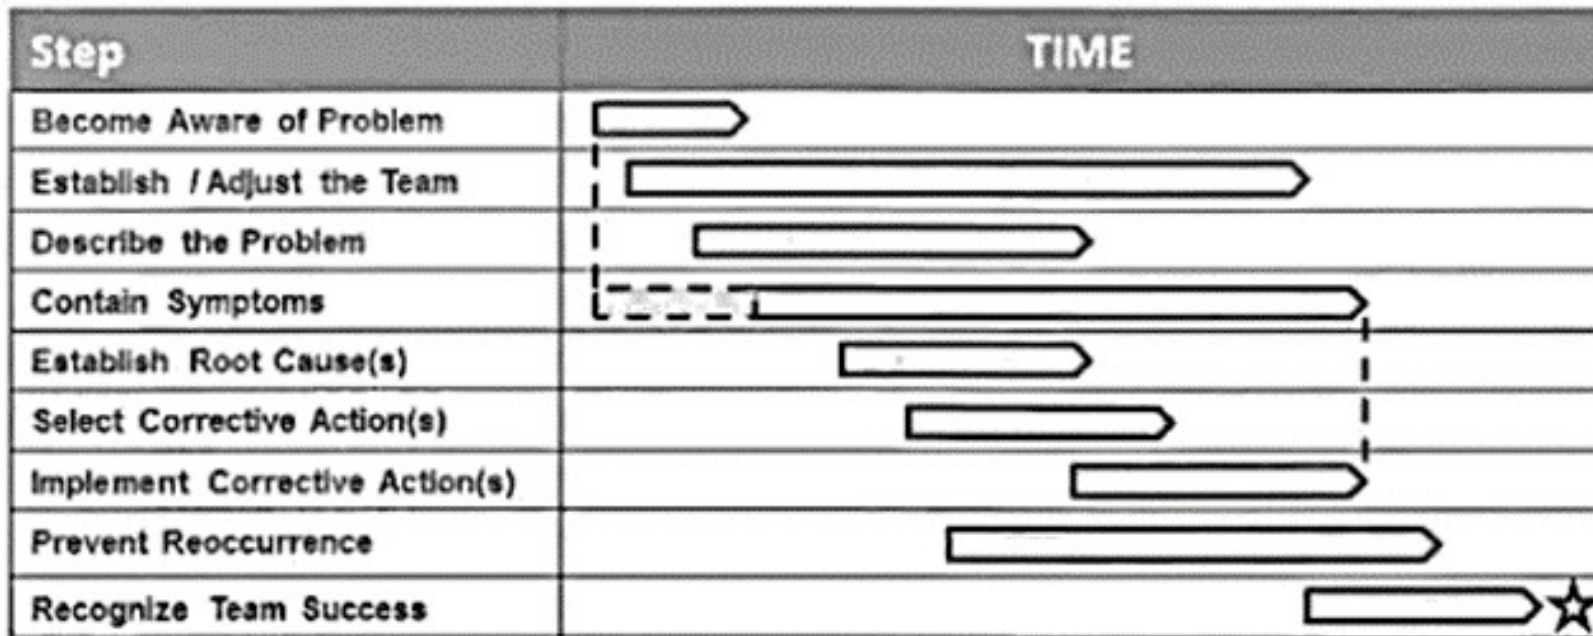 Step TIME
Become Aware of Problem
Establish / Adjust the Team
Describe the Problem
Contain Symptoms
Establish Root Cause(s)
Select Corrective Action(s)
Implement Corrective Action(s)
Prevent Reoccurrence
Recognize Team Success